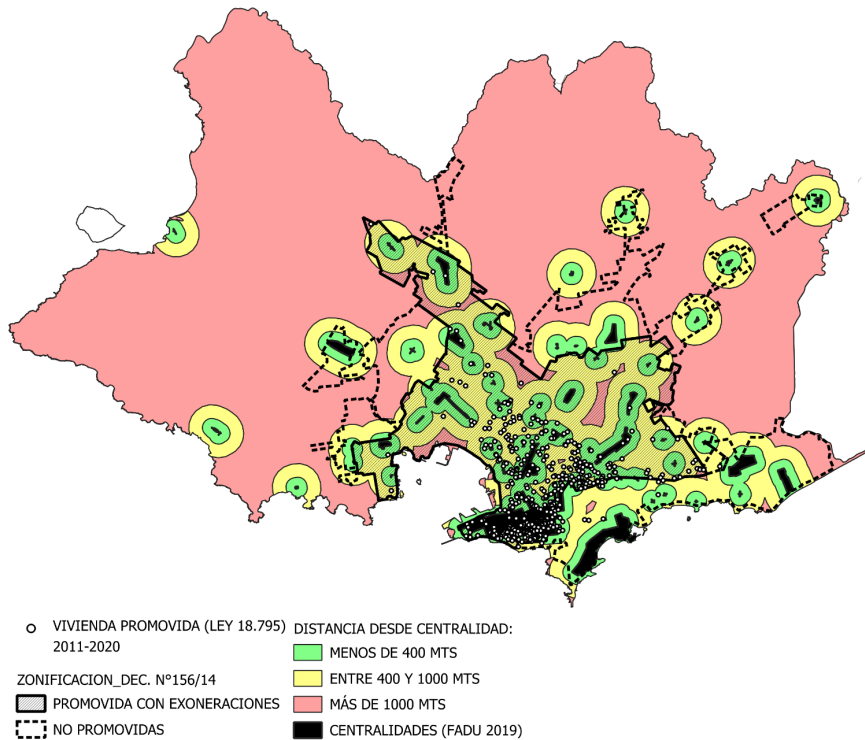 VIVIENDA PROMOVIDA (LEY 18.795)
2011-2020
ZONIFICACION_DEC. N°156/14
PROMOVIDA CON EXONERACIONES
NO PROMOVIDAS
DISTANCIA DESDE CENTRALIDAD:
MENOS DE 400 MTS
ENTRE 400 Y 1000 MTS
MÁS DE 1000 MTS
CENTRALIDADES (FADU 2019)